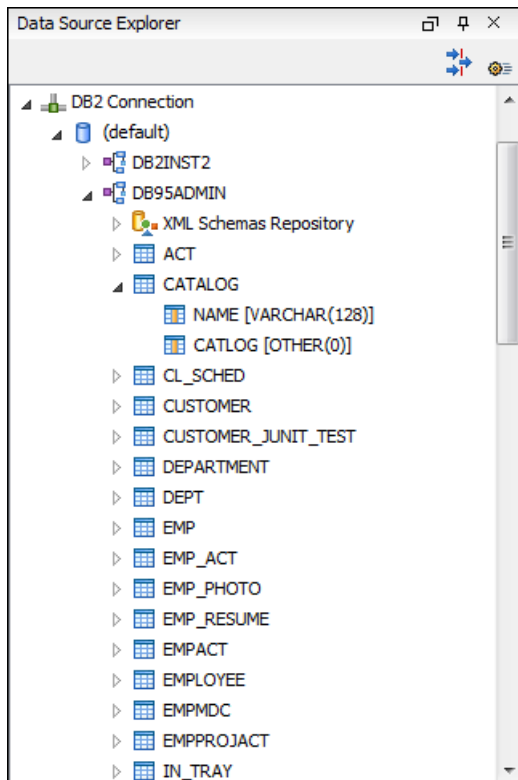 Data Source Explorer
DB2 Connection
(default)
DB2INST2
DB95ADMIN
XML Schemas Repository
ACT
CATALOG
NAME [VARCHAR(128)]
CATLOG [OTHER(0)]
CL_SCHED
CUSTOMER
CUSTOMER_JUNIT_TEST
DEPARTMENT
DEPT
EMP
EMP_ACT
EMP_PHOTO
EMP_RESUME
EMPACT
EMPLOYEE
EMPMDC
EMPPROJACT
IN_TRAY